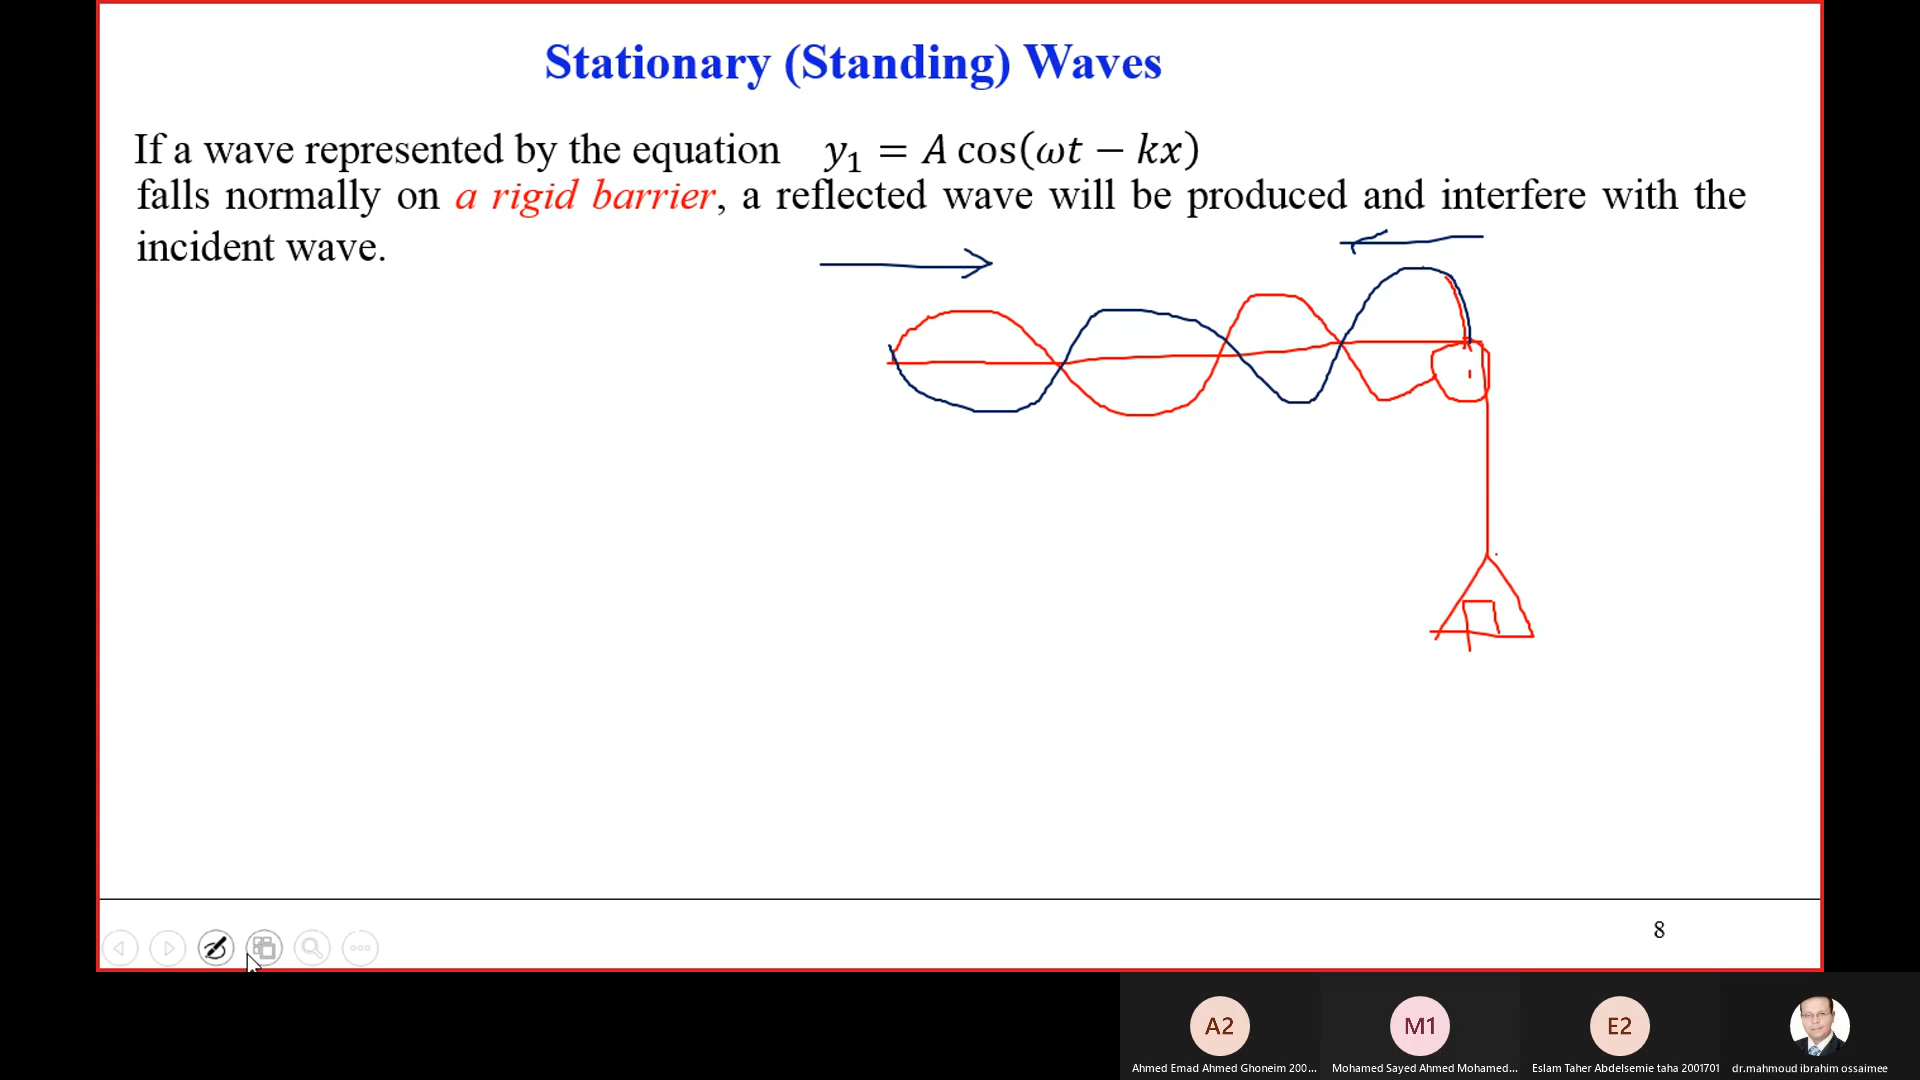 Stationary (Standing) Waves
If a wave represented by the equation y₁ = A cos(ωt − kx)
falls normally on a rigid barrier, a reflected wave will be produced and interfere with the
incident wave.
8
A2
M1
E2
Ahmed Emad Ahmed Ghoneim 200...
Mohamed Sayed Ahmed Mohamed...
Eslam Taher Abdelsemie taha 2001701
dr.mahmoud ibrahim ossaimee